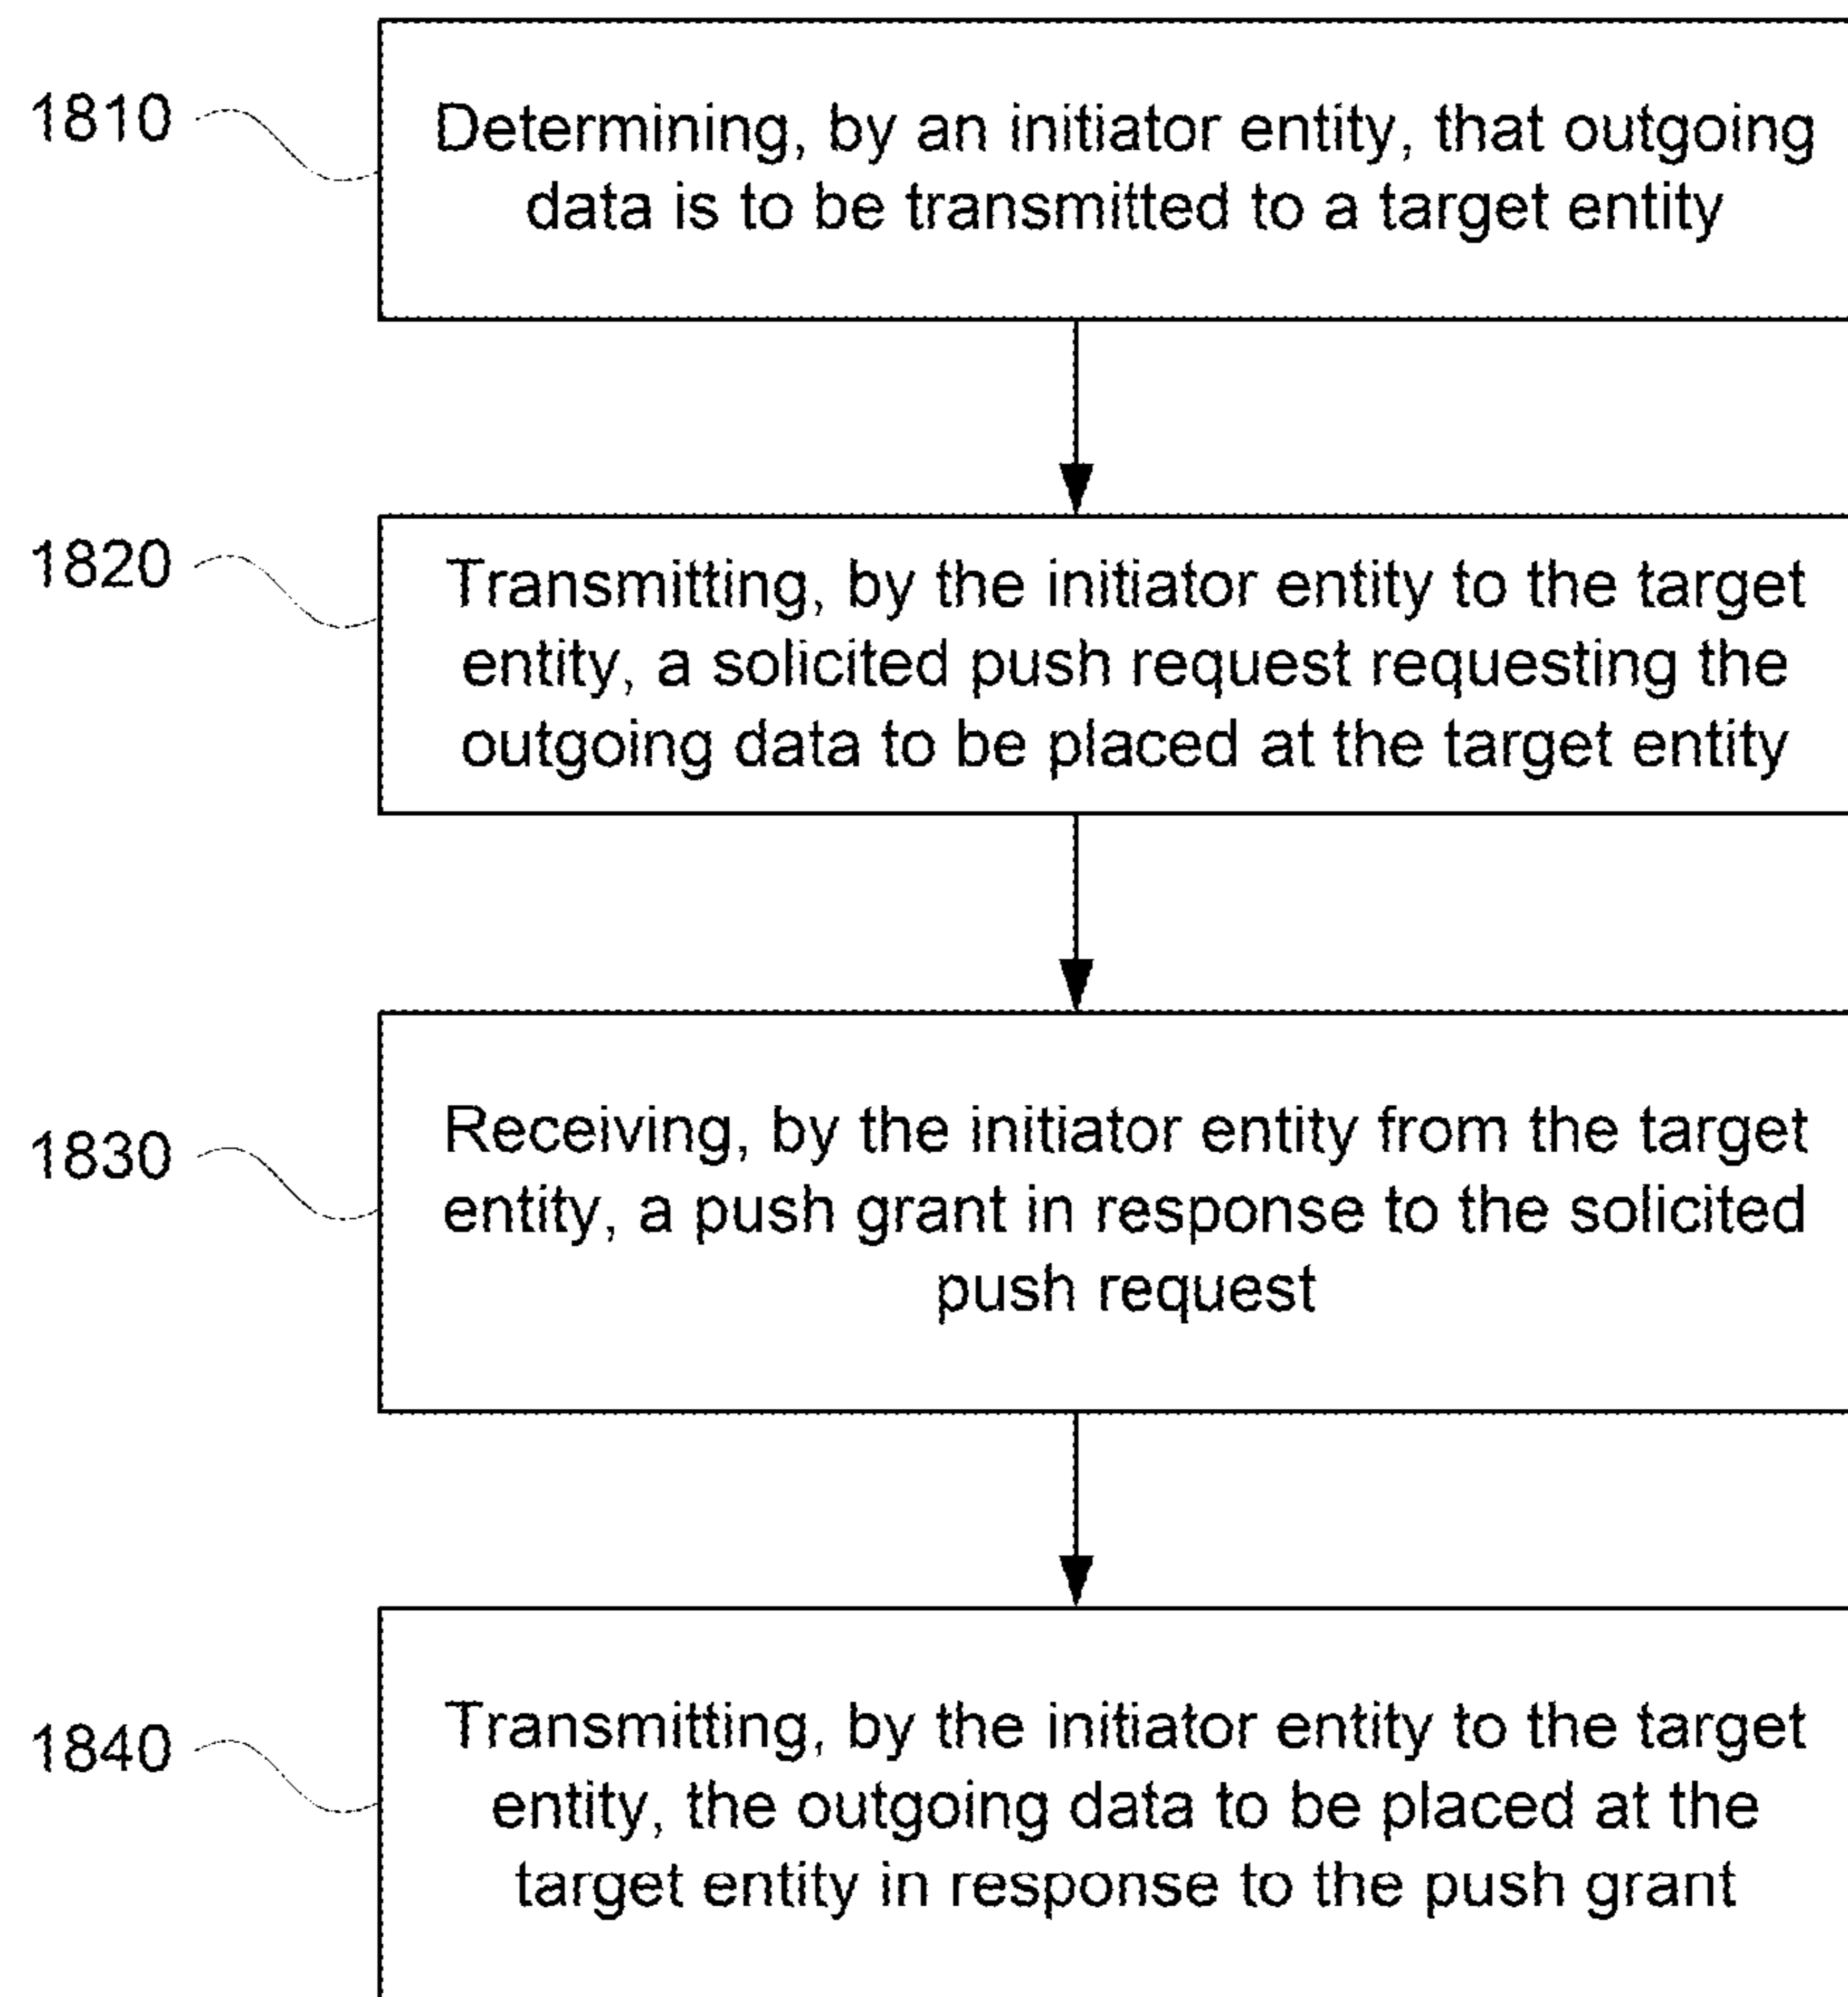 1810
Determining, by an initiator entity, that outgoing
data is to be transmitted to a target entity
1820
Transmitting, by the initiator entity to the target
entity, a solicited push request requesting the
outgoing data to be placed at the target entity
1830
Receiving, by the initiator entity from the target
entity, a push grant in response to the solicited
push request
1840
Transmitting, by the initiator entity to the target
entity, the outgoing data to be placed at the
target entity in response to the push grant